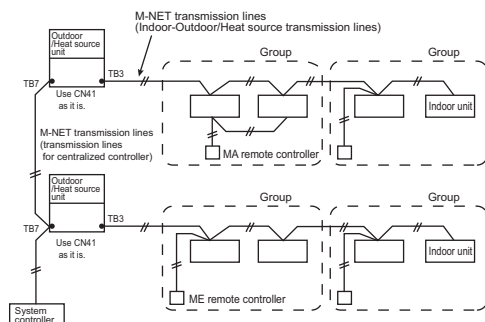 M-NET transmission lines
(Indoor-Outdoor/Heat source transmission lines)
Outdoor
/Heat source
unit
Group
Group
TB7
TB3
Use CN41
as it is.
Indoor unit
MA remote controller
M-NET transmission lines
(transmission lines
for centralized controller)
Outdoor
/Heat source
unit
Group
Group
TB7
TB3
Use CN41
as it is.
Indoor unit
ME remote controller
System
controller